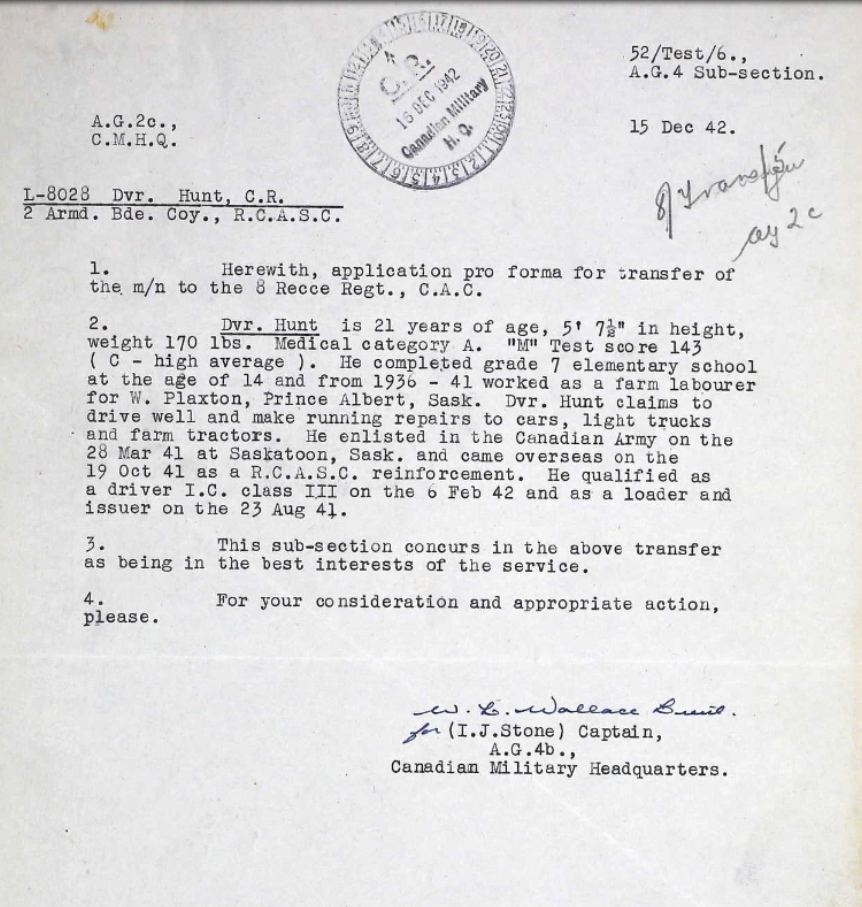 52/Test/6.,
A.G.4 Sub-section.
C.R.
16 DEC 1942
Canadian Military
H.Q.
A.G.2c.,
C.M.H.Q.
15 Dec 42.
Transfer
ag 2c
L-8028 Dvr. Hunt, C.R.
2 Armd. Bde. Coy., R.C.A.S.C.
1. Herewith, application pro forma for transfer of
the m/n to the 8 Recce Regt., C.A.C.
2. Dvr. Hunt is 21 years of age, 5' 7½" in height,
weight 170 lbs. Medical category A. "M" Test score 143
( C - high average ). He completed grade 7 elementary school
at the age of 14 and from 1936 - 41 worked as a farm labourer
for W. Plaxton, Prince Albert, Sask. Dvr. Hunt claims to
drive well and make running repairs to cars, light trucks
and farm tractors. He enlisted in the Canadian Army on the
28 Mar 41 at Saskatoon, Sask. and came overseas on the
19 Oct 41 as a R.C.A.S.C. reinforcement. He qualified as
a driver I.C. class III on the 6 Feb 42 and as a loader and
issuer on the 23 Aug 41.
3. This sub-section concurs in the above transfer
as being in the best interests of the service.
4. For your consideration and appropriate action,
please.
W. L. Wallace
for (I.J.Stone) Captain,
A.G.4b.,
Canadian Military Headquarters.